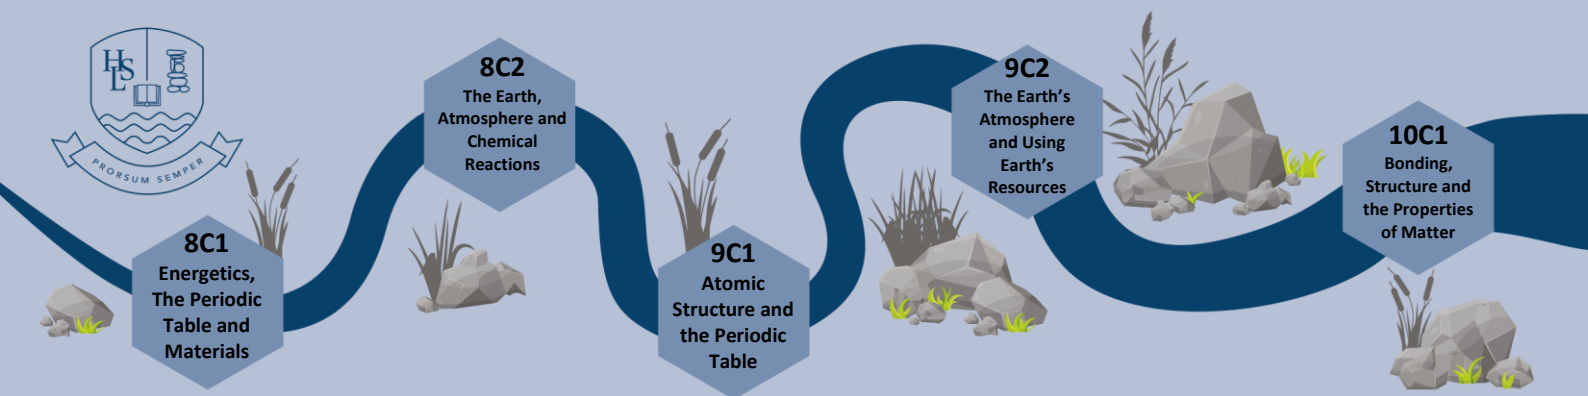 HLS
PRORSUM SEMPER
8C1
Energetics,
The Periodic
Table and
Materials
8C2
The Earth,
Atmosphere and
Chemical
Reactions
9C1
Atomic
Structure and
the Periodic
Table
9C2
The Earth's
Atmosphere
and Using
Earth's
Resources
10C1
Bonding,
Structure and
the Properties
of Matter